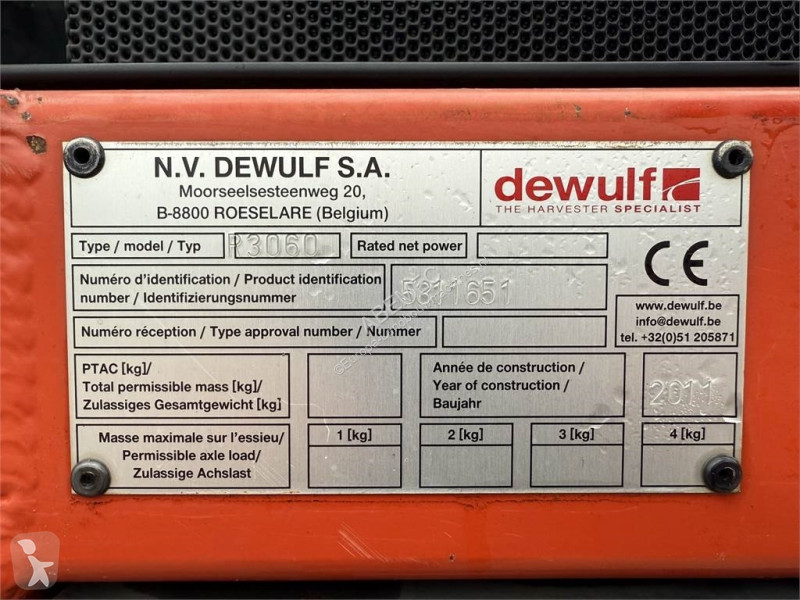 N.V. DEWULF S.A.
Moorseelsesteenweg 20,
B-8800 ROESELARE (Belgium)
dewulf
THE HARVESTER SPECIALIST
Type / model / Typ R3060 Rated net power
Numéro d'identification / Product identification
number / Identifizierungsnummer 5311651
Numéro réception / Type approval number / Nummer
CE
www.dewulf.be
info@dewulf.be
tel. +32(0)51 205871
PTAC [kg]/
Total permissible mass [kg]/
Zulassiges Gesamtgewicht [kg]
Année de construction /
Year of construction /
Baujahr
2011
Masse maximale sur l'essieu/
Permissible axle load/
Zulassige Achslast
1 [kg] 2 [kg] 3 [kg] 4 [kg]